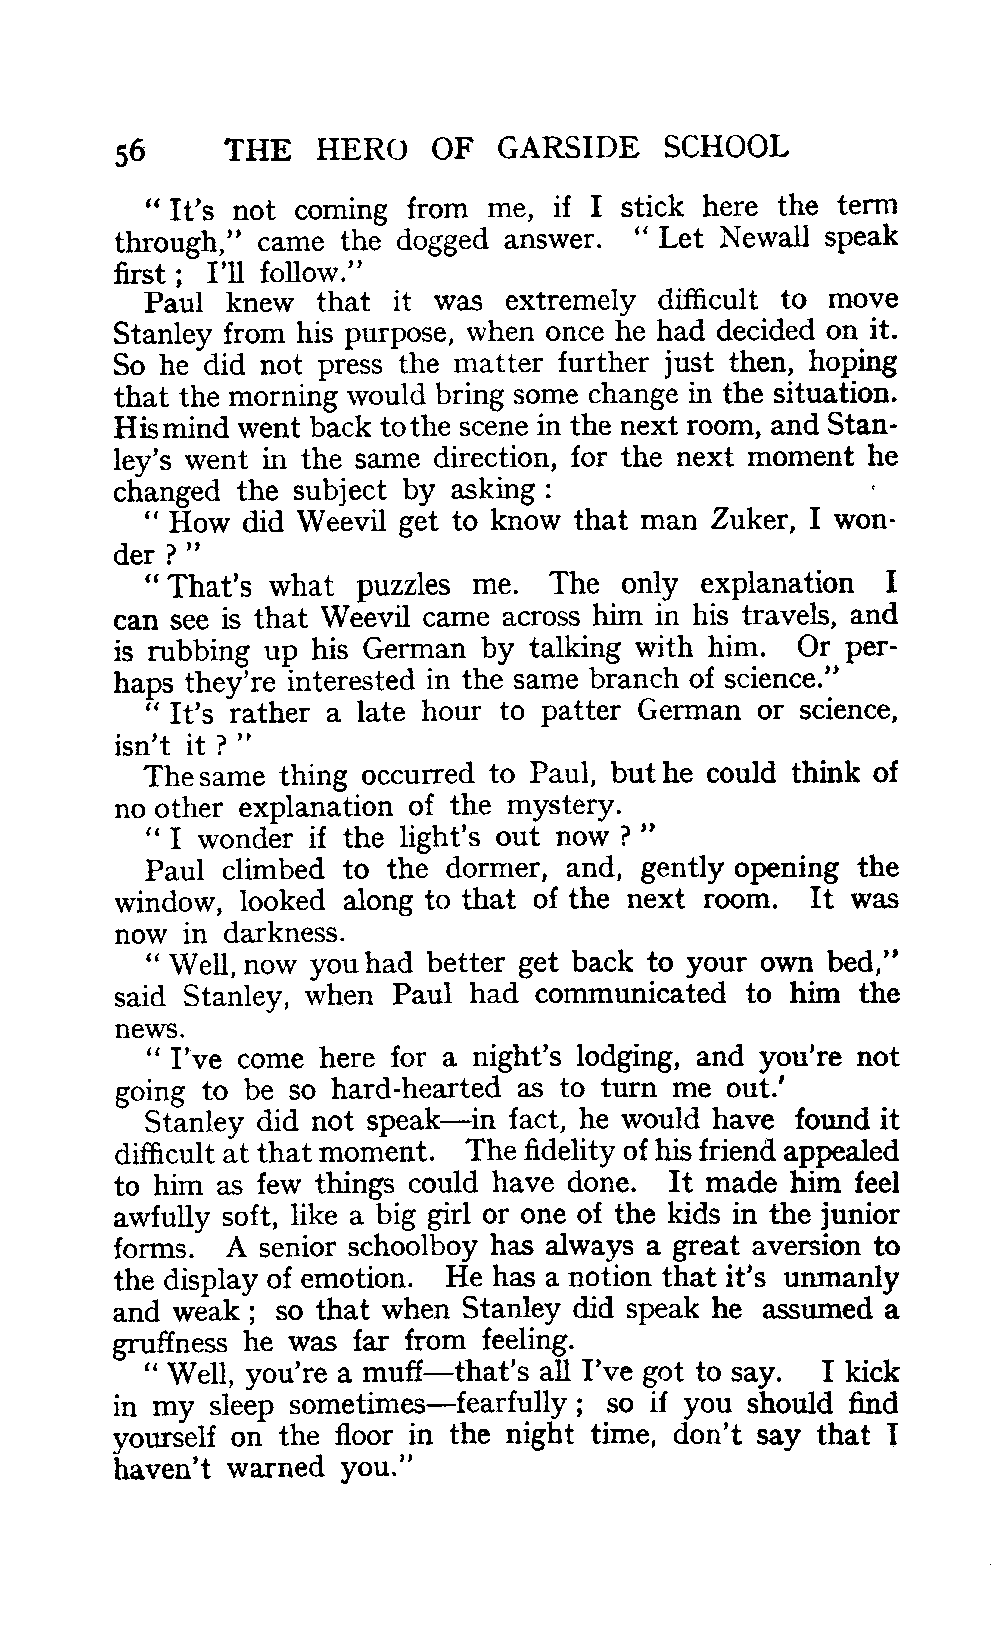 56 THE HERO OF GARSIDE SCHOOL
" It's not coming from me, if I stick here the term
through," came the dogged answer. " Let Newall speak
first ; I'll follow."
Paul knew that it was extremely difficult to move
Stanley from his purpose, when once he had decided on it.
So he did not press the matter further just then, hoping
that the morning would bring some change in the situation.
His mind went back to the scene in the next room, and Stan-
ley's went in the same direction, for the next moment he
changed the subject by asking :
" How did Weevil get to know that man Zuker, I won-
der ? "
" That's what puzzles me. The only explanation I
can see is that Weevil came across him in his travels, and
is rubbing up his German by talking with him. Or per-
haps they're interested in the same branch of science."
" It's rather a late hour to patter German or science,
isn't it ? "
The same thing occurred to Paul, but he could think of
no other explanation of the mystery.
" I wonder if the light's out now ? "
Paul climbed to the dormer, and, gently opening the
window, looked along to that of the next room. It was
now in darkness.
" Well, now you had better get back to your own bed,"
said Stanley, when Paul had communicated to him the
news.
" I've come here for a night's lodging, and you're not
going to be so hard-hearted as to turn me out.'
Stanley did not speak—in fact, he would have found it
difficult at that moment. The fidelity of his friend appealed
to him as few things could have done. It made him feel
awfully soft, like a big girl or one of the kids in the junior
forms. A senior schoolboy has always a great aversion to
the display of emotion. He has a notion that it's unmanly
and weak ; so that when Stanley did speak he assumed a
gruffness he was far from feeling.
" Well, you're a muff—that's all I've got to say. I kick
in my sleep sometimes—fearfully ; so if you should find
yourself on the floor in the night time, don't say that I
haven't warned you."